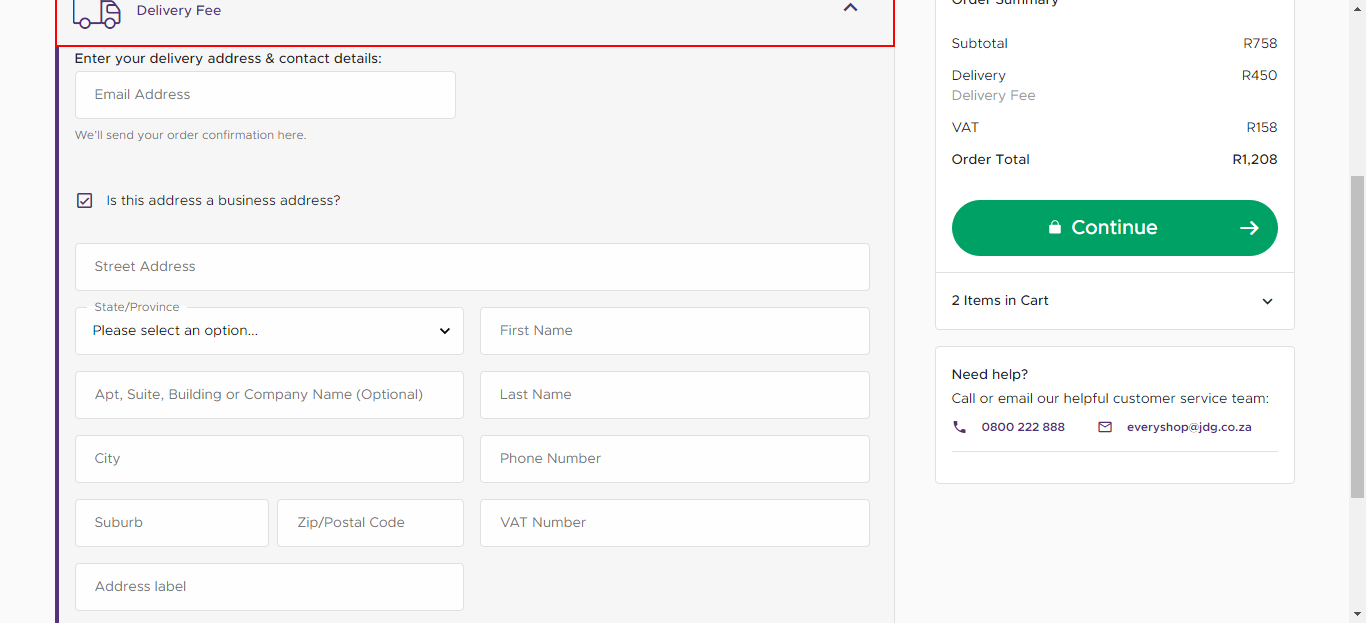 Delivery Fee
Enter your delivery address & contact details:
Email Address
We'll send your order confirmation here.
Is this address a business address?
Street Address
State/Province
Please select an option...
First Name
Apt, Suite, Building or Company Name (Optional)
Last Name
City
Phone Number
Suburb
Zip/Postal Code
VAT Number
Address label
Order Summary
Subtotal R758
Delivery R450
Delivery Fee
VAT R158
Order Total R1,208
Continue
2 Items in Cart
Need help?
Call or email our helpful customer service team:
0800 222 888 everyshop@jdg.co.za